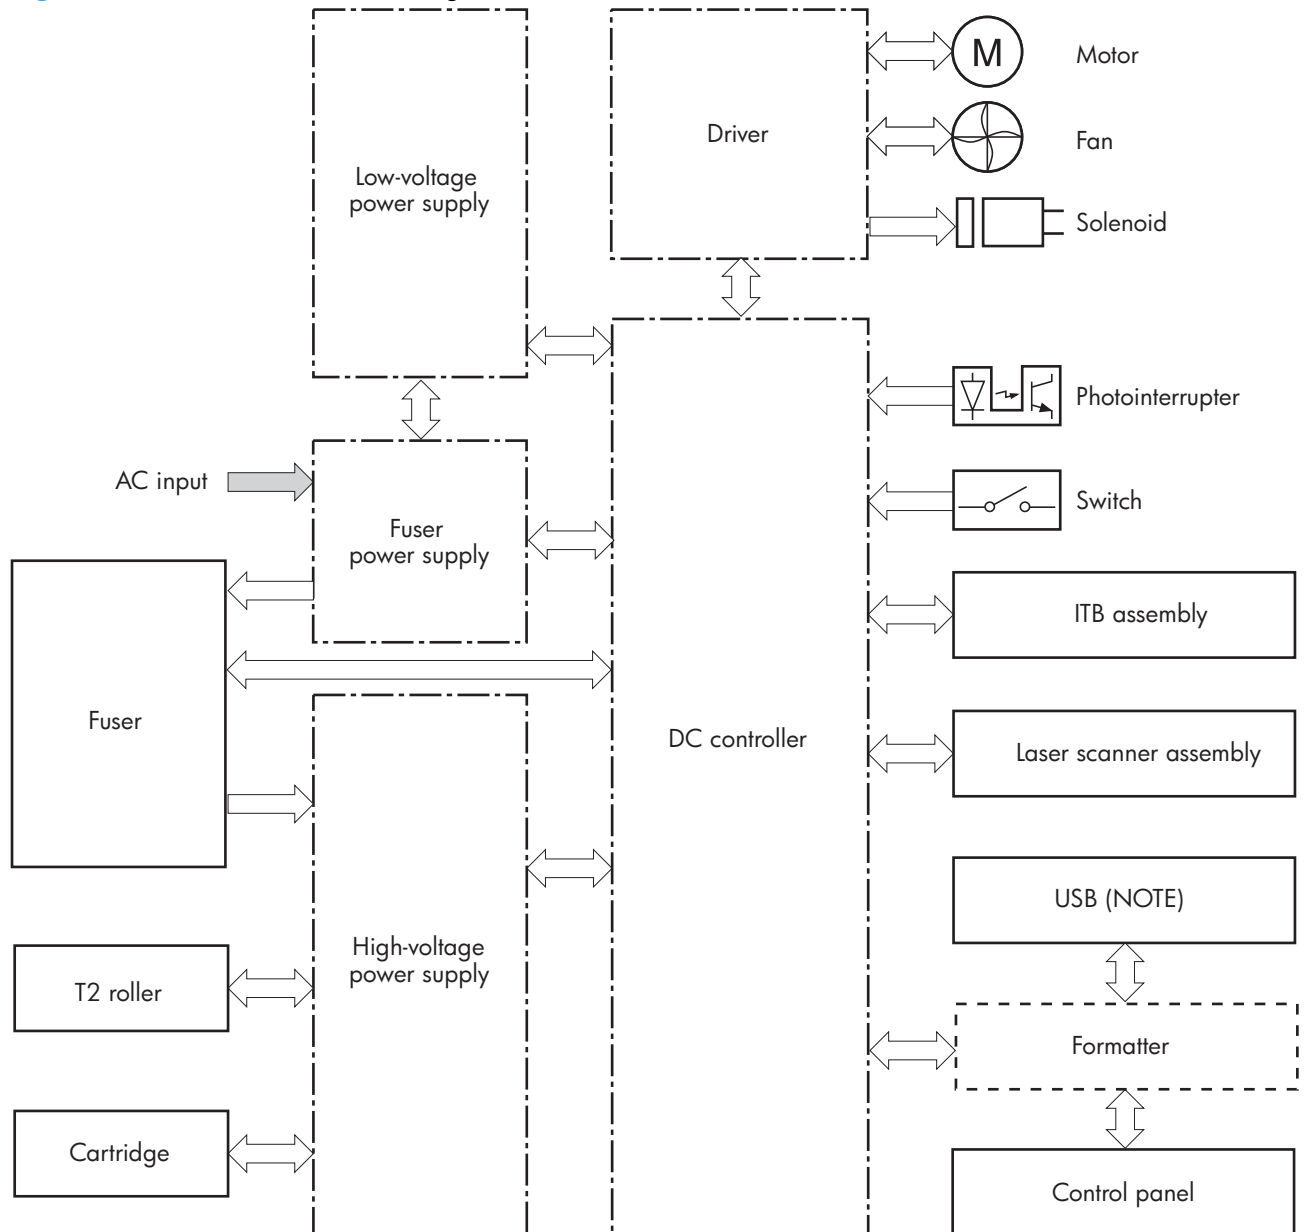 Motor
M
Driver
Fan
Low-voltage
power supply
Solenoid
Photointerrupter
AC input
Switch
Fuser
power supply
ITB assembly
Fuser
DC controller
Laser scanner assembly
USB (NOTE)
High-voltage
power supply
T2 roller
Formatter
Cartridge
Control panel